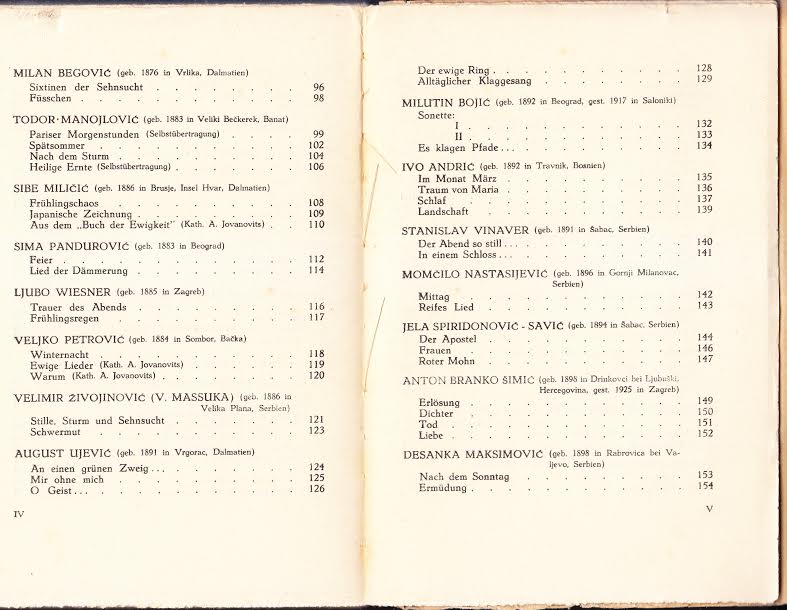 MILAN BEGOVIĆ (geb. 1876 in Vrlika, Dalmatien)
Sixtinen der Sehnsucht . . . . . . . 96
Füsschen . . . . . . . . . . 98
TODOR MANOJLOVIĆ (geb. 1883 in Veliki Bečkerek, Banat)
Pariser Morgenstunden (Selbstübertragung) . . . . 99
Spätsommer . . . . . . . . . 102
Nach dem Sturm . . . . . . . . 104
Heilige Ernte (Selbstübertragung) . . . . . . 106
SIBE MILIČIĆ (geb. 1886 in Brusje, Insel Hvar, Dalmatien)
Frühlingschaos . . . . . . . . 108
Japanische Zeichnung . . . . . . . 109
Aus dem „Buch der Ewigkeit" (Kath. A. Jovanovits) . . 110
SIMA PANDUROVIĆ (geb. 1883 in Beograd)
Feier . . . . . . . . . . . 112
Lied der Dämmerung . . . . . . . 114
LJUBO WIESNER (geb. 1885 in Zagreb)
Trauer des Abends . . . . . . . 116
Frühlingsregen . . . . . . . . 117
VELJKO PETROVIĆ (geb. 1884 in Sombor, Bačka)
Winternacht . . . . . . . . . 118
Ewige Lieder (Kath. A. Jovanovits) . . . . . 119
Warum (Kath. A. Jovanovits) . . . . . . 120
VELIMIR ŽIVOJINOVIĆ (V. MASSUKA) (geb. 1886 in
Velika Plana, Serbien)
Stille, Sturm und Sehnsucht . . . . . . 121
Schwermut . . . . . . . . . 123
AUGUST UJEVIĆ (geb. 1891 in Vrgorac, Dalmatien)
An einen grünen Zweig ... . . . . . . 124
Mir ohne mich . . . . . . . . 125
O Geist ... . . . . . . . . . 126
IV
Der ewige Ring . . . . . . . . . 128
Alltäglicher Klaggesang . . . . . . . 129
MILUTIN BOJIĆ (geb. 1892 in Beograd, gest. 1917 in Saloniki)
Sonette:
I . . . . . . . . . . 132
II . . . . . . . . . . 133
Es klagen Pfade ... . . . . . . . . 134
IVO ANDRIĆ (geb. 1892 in Travnik, Bosnien)
Im Monat März . . . . . . . . 135
Traum von Maria . . . . . . . . 136
Schlaf . . . . . . . . . . 137
Landschaft . . . . . . . . . 139
STANISLAV VINAVER (geb. 1891 in Šabac, Serbien)
Der Abend so still ... . . . . . . . 140
In einem Schloss ... . . . . . . . 141
MOMČILO NASTASIJEVIĆ (geb. 1896 in Gornji Milanovac,
Serbien)
Mittag . . . . . . . . . . 142
Reifes Lied . . . . . . . . . 143
JELA SPIRIDONOVIĆ-SAVIĆ (geb. 1894 in Šabac, Serbien)
Der Apostel . . . . . . . . . 144
Frauen . . . . . . . . . . 146
Roter Mohn . . . . . . . . . 147
ANTON BRANKO ŠIMIĆ (geb. 1898 in Drinkovci bei Ljubuški,
Hercegovina, gest. 1925 in Zagreb)
Erlösung . . . . . . . . . 149
Dichter . . . . . . . . . . 150
Tod . . . . . . . . . . . 151
Liebe . . . . . . . . . . 152
DESANKA MAKSIMOVIĆ (geb. 1898 in Rabrovica bei Va-
ljevo, Serbien)
Nach dem Sonntag . . . . . . . 153
Ermüdung . . . . . . . . . 154
V